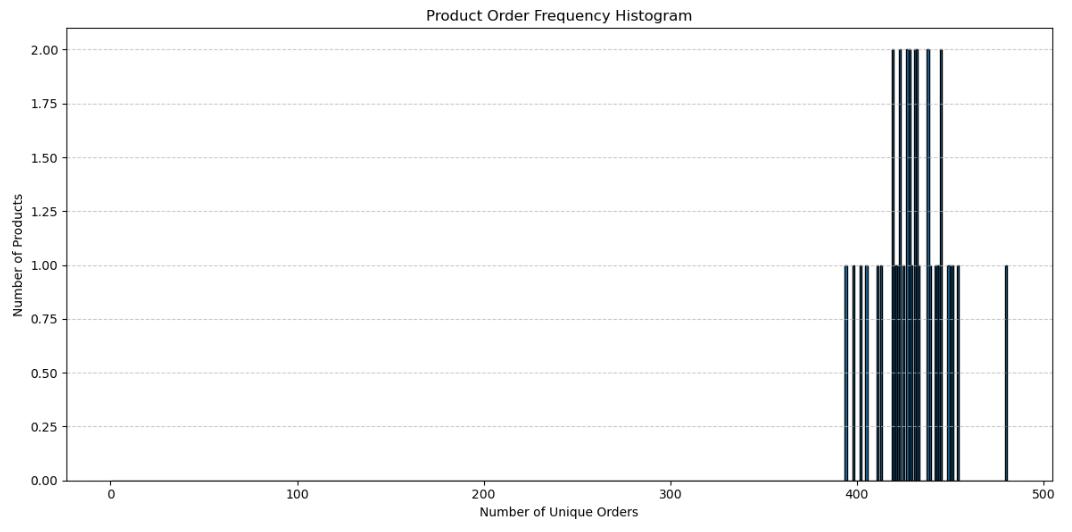 Product Order Frequency Histogram
2.00
1.75
1.50
1.25
1.00
0.75
0.50
0.25
0.00
Number of Products
0 100 200 300 400 500
Number of Unique Orders